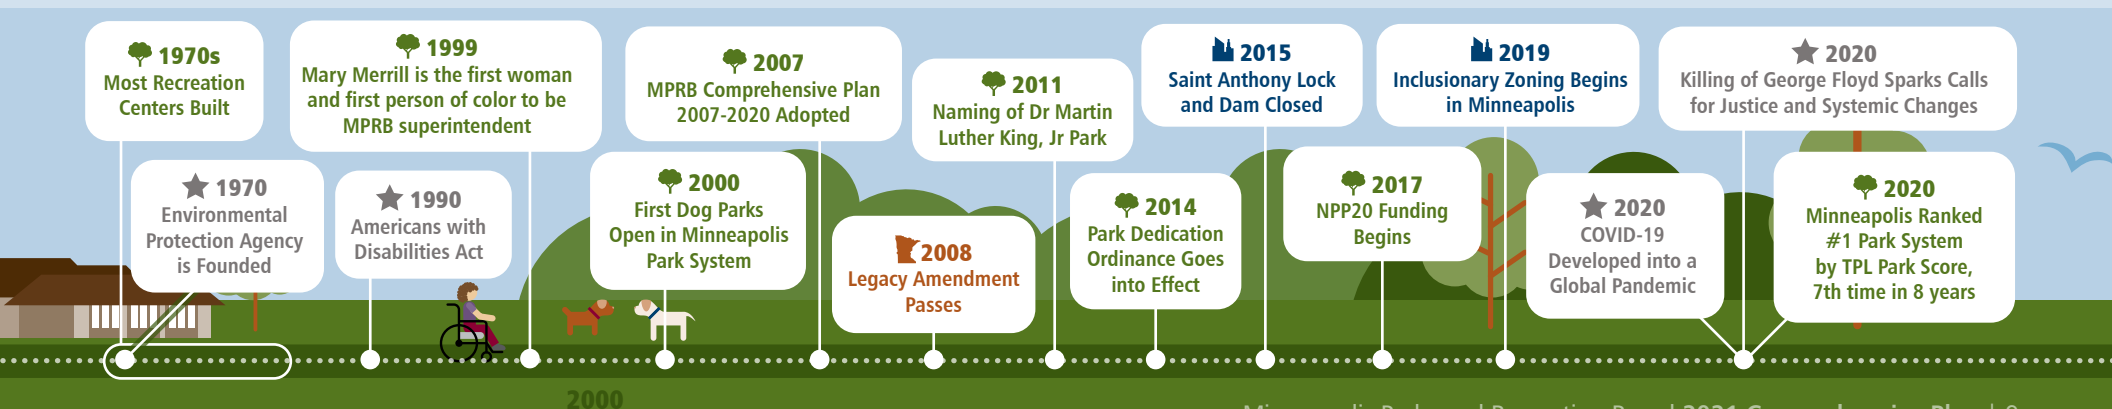 1970s
Most Recreation
Centers Built
1970
Environmental
Protection Agency
is Founded
1990
Americans with
Disabilities Act
1999
Mary Merrill is the first woman
and first person of color to be
MPRB superintendent
2000
First Dog Parks
Open in Minneapolis
Park System
2007
MPRB Comprehensive Plan
2007-2020 Adopted
2008
Legacy Amendment
Passes
2011
Naming of Dr Martin
Luther King, Jr Park
2014
Park Dedication
Ordinance Goes
into Effect
2015
Saint Anthony Lock
and Dam Closed
2017
NPP20 Funding
Begins
2019
Inclusionary Zoning Begins
in Minneapolis
2020
COVID-19
Developed into a
Global Pandemic
2020
Killing of George Floyd Sparks Calls
for Justice and Systemic Changes
2020
Minneapolis Ranked
#1 Park System
by TPL Park Score,
7th time in 8 years
2000